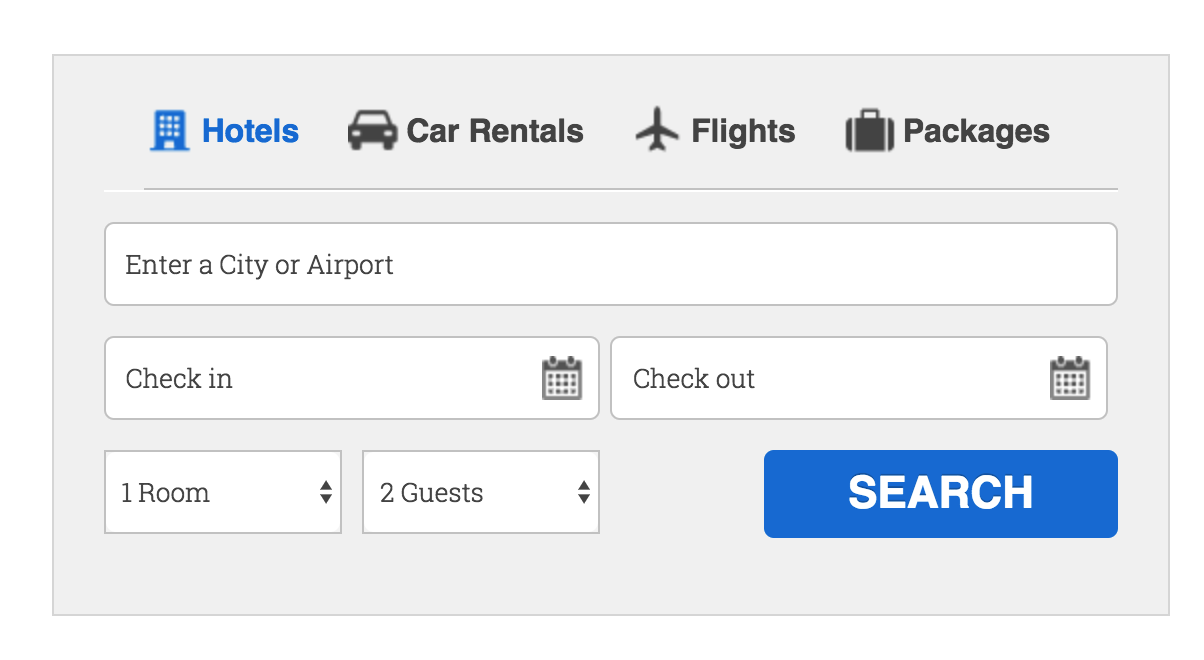 Hotels Car Rentals Flights Packages
Enter a City or Airport
Check in Check out
1 Room 2 Guests SEARCH